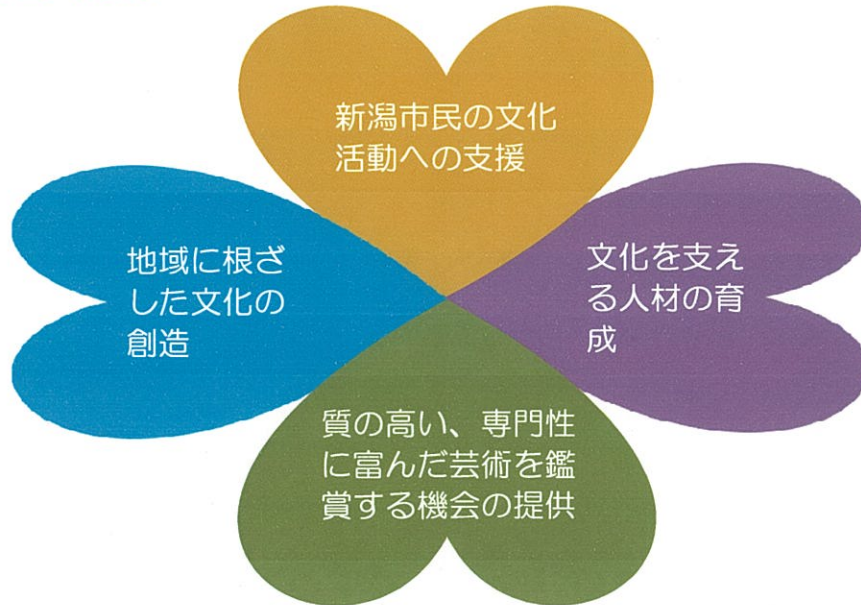 新潟市民の文化
活動への支援
地域に根ざ
した文化の
創造
文化を支え
る人材の育
成
質の高い、専門性
に富んだ芸術を鑑
賞する機会の提供